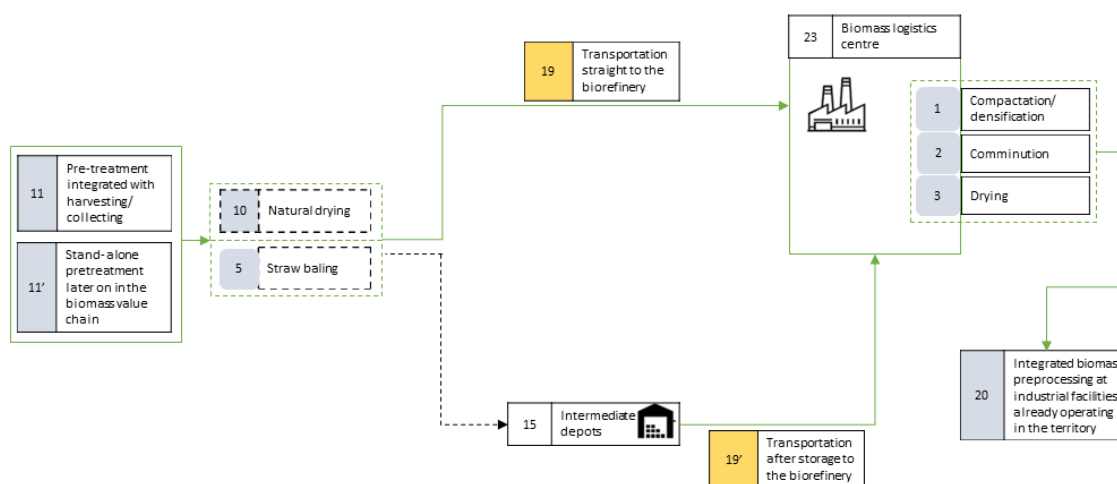 23
Biomass logistics
centre
19
Transportation
straight to the
biorefinery
1
Compactation/
densification
2
Comminution
3
Drying
11
Pre-treatment
integrated with
harvesting/
collecting
11'
Stand-alone
pretreatment
later on in the
biomass value
chain
10
Natural drying
5
Straw baling
20
Integrated biomas
preprocessing at
industrial facilities
already operating
in the territory
15
Intermediate
depots
19'
Transportation
after storage to
the biorefinery